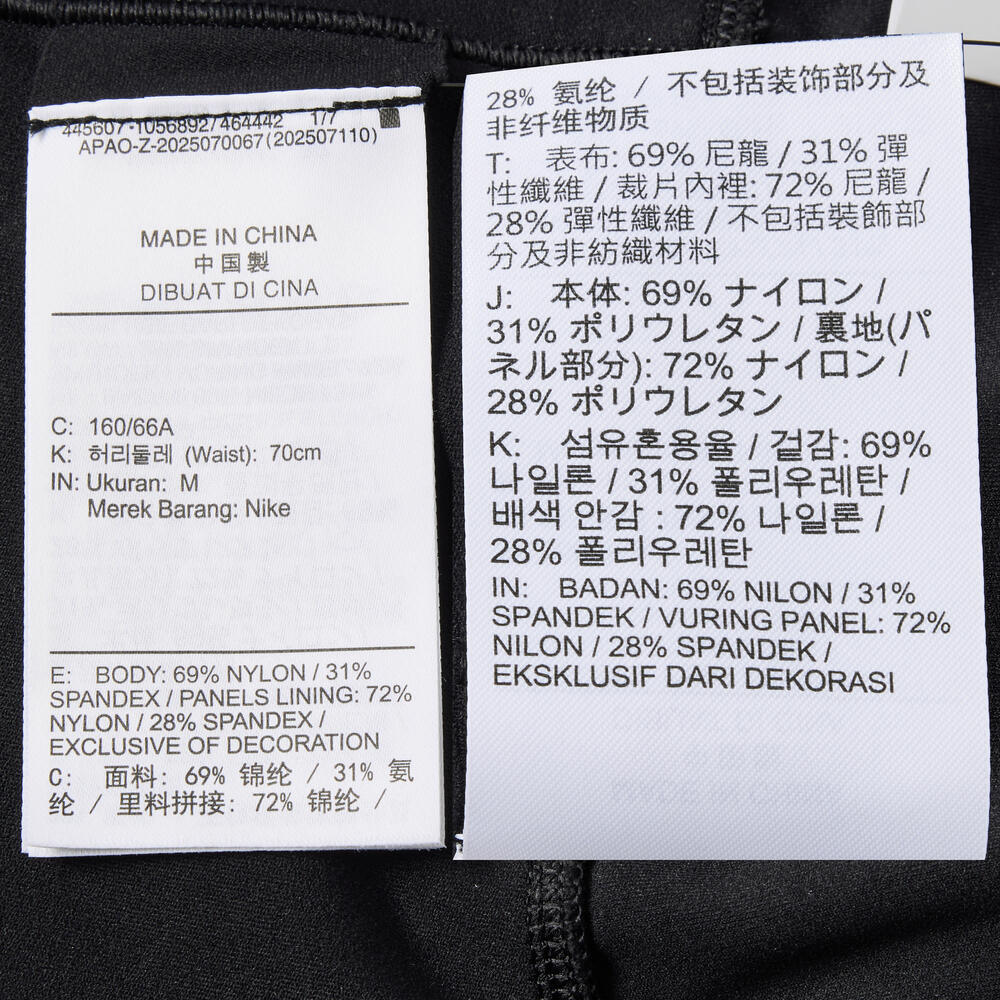 445607-1056892/464442 1/7
APAO-Z-2025070067(202507110)
MADE IN CHINA
中国製
DIBUAT DI CINA
C: 160/66A
K: 허리둘레 (Waist): 70cm
IN: Ukuran: M
Merek Barang: Nike
E: BODY: 69% NYLON / 31%
SPANDEX / PANELS LINING: 72%
NYLON / 28% SPANDEX /
EXCLUSIVE OF DECORATION
C: 面料: 69% 锦纶 / 31% 氨
纶 / 里料拼接: 72% 锦纶 /
28% 氨纶 / 不包括装饰部分及
非纤维物质
T: 表布: 69% 尼龍 / 31% 彈
性纖維 / 裁片內裡: 72% 尼龍 /
28% 彈性纖維 / 不包括裝飾部
分及非紡織材料
J: 本体: 69% ナイロン /
31% ポリウレタン / 裏地(パ
ネル部分): 72% ナイロン /
28% ポリウレタン
K: 섬유혼용율 / 겉감: 69%
나일론 / 31% 폴리우레탄 /
배색 안감 : 72% 나일론 /
28% 폴리우레탄
IN: BADAN: 69% NILON / 31%
SPANDEK / VURING PANEL: 72%
NILON / 28% SPANDEK /
EKSKLUSIF DARI DEKORASI